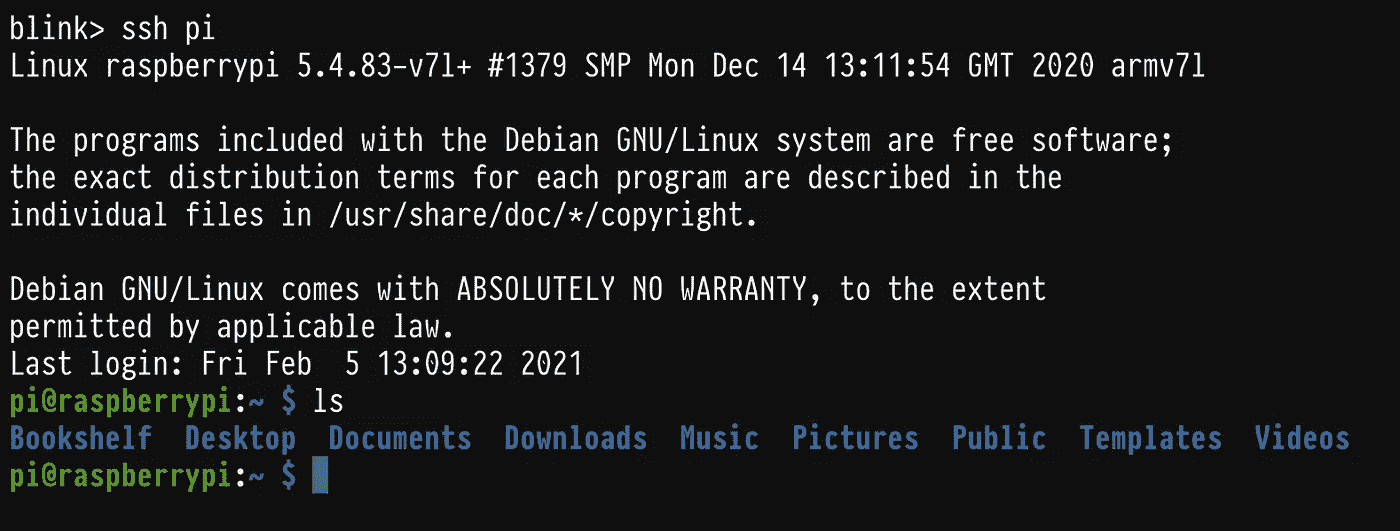 blink> ssh pi
Linux raspberrypi 5.4.83-v7l+ #1379 SMP Mon Dec 14 13:11:54 GMT 2020 armv7l
The programs included with the Debian GNU/Linux system are free software;
the exact distribution terms for each program are described in the
individual files in /usr/share/doc/*/copyright.
Debian GNU/Linux comes with ABSOLUTELY NO WARRANTY, to the extent
permitted by applicable law.
Last login: Fri Feb  5 13:09:22 2021
pi@raspberrypi:~ $ ls
Bookshelf  Desktop  Documents  Downloads  Music  Pictures  Public  Templates  Videos
pi@raspberrypi:~ $